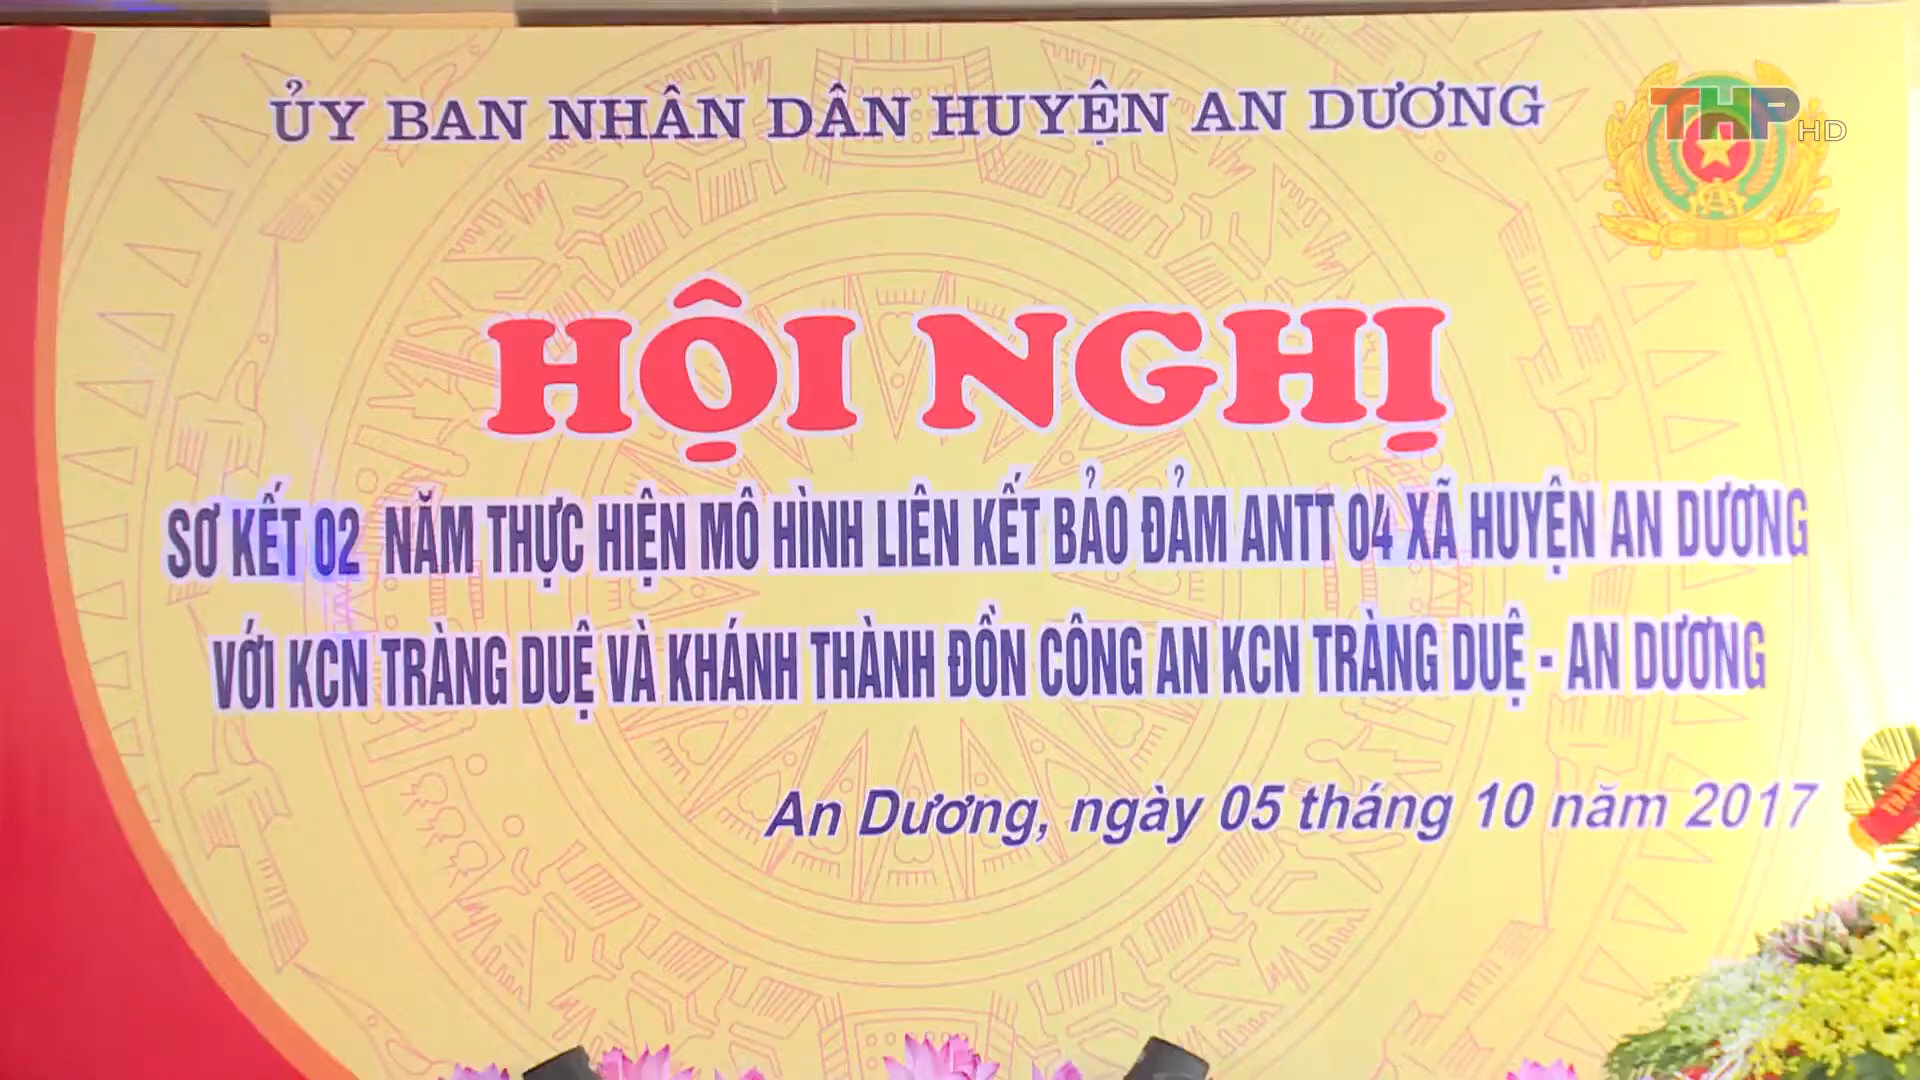 ỦY BAN NHÂN DÂN HUYỆN AN DƯƠNG
THP HD
HỘI NGHỊ
SƠ KẾT 02 NĂM THỰC HIỆN MÔ HÌNH LIÊN KẾT BẢO ĐẢM ANTT 04 XÃ HUYỆN AN DƯƠNG
VỚI KCN TRÀNG DUỆ VÀ KHÁNH THÀNH ĐỒN CÔNG AN KCN TRÀNG DUỆ - AN DƯƠNG
An Dương, ngày 05 tháng 10 năm 2017